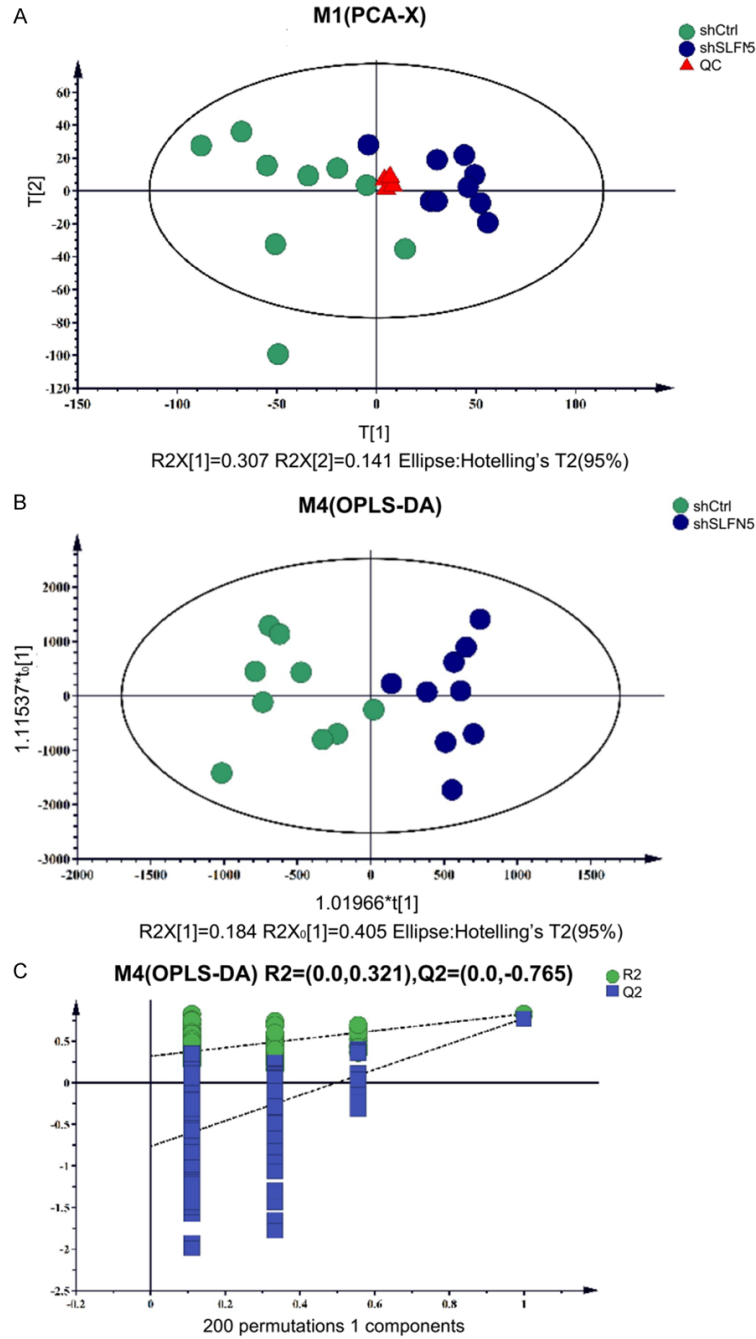 A
M1(PCA-X)
shCtrl
shSLFN5
QC
60
40
20
0
-20
-40
-60
-80
-100
-120
T[2]
-150
-100
-50
0
50
100
T[1]
R2X[1]=0.307 R2X[2]=0.141 Ellipse:Hotelling's T2(95%)
B
M4(OPLS-DA)
shCtrl
shSLFN5
2000
1000
0
-1000
-2000
-3000
1.11537*t₀[1]
-2000
-1500
-1000
-500
0
500
1000
1500
1.01966*t[1]
R2X[1]=0.184 R2X₀[1]=0.405 Ellipse:Hotelling's T2(95%)
C
M4(OPLS-DA) R2=(0.0,0.321),Q2=(0.0,-0.765)
R2
Q2
0.5
0
-0.5
-1
-1.5
-2
-2.5
-0.2
0
0.2
0.4
0.6
0.8
1
200 permutations 1 components